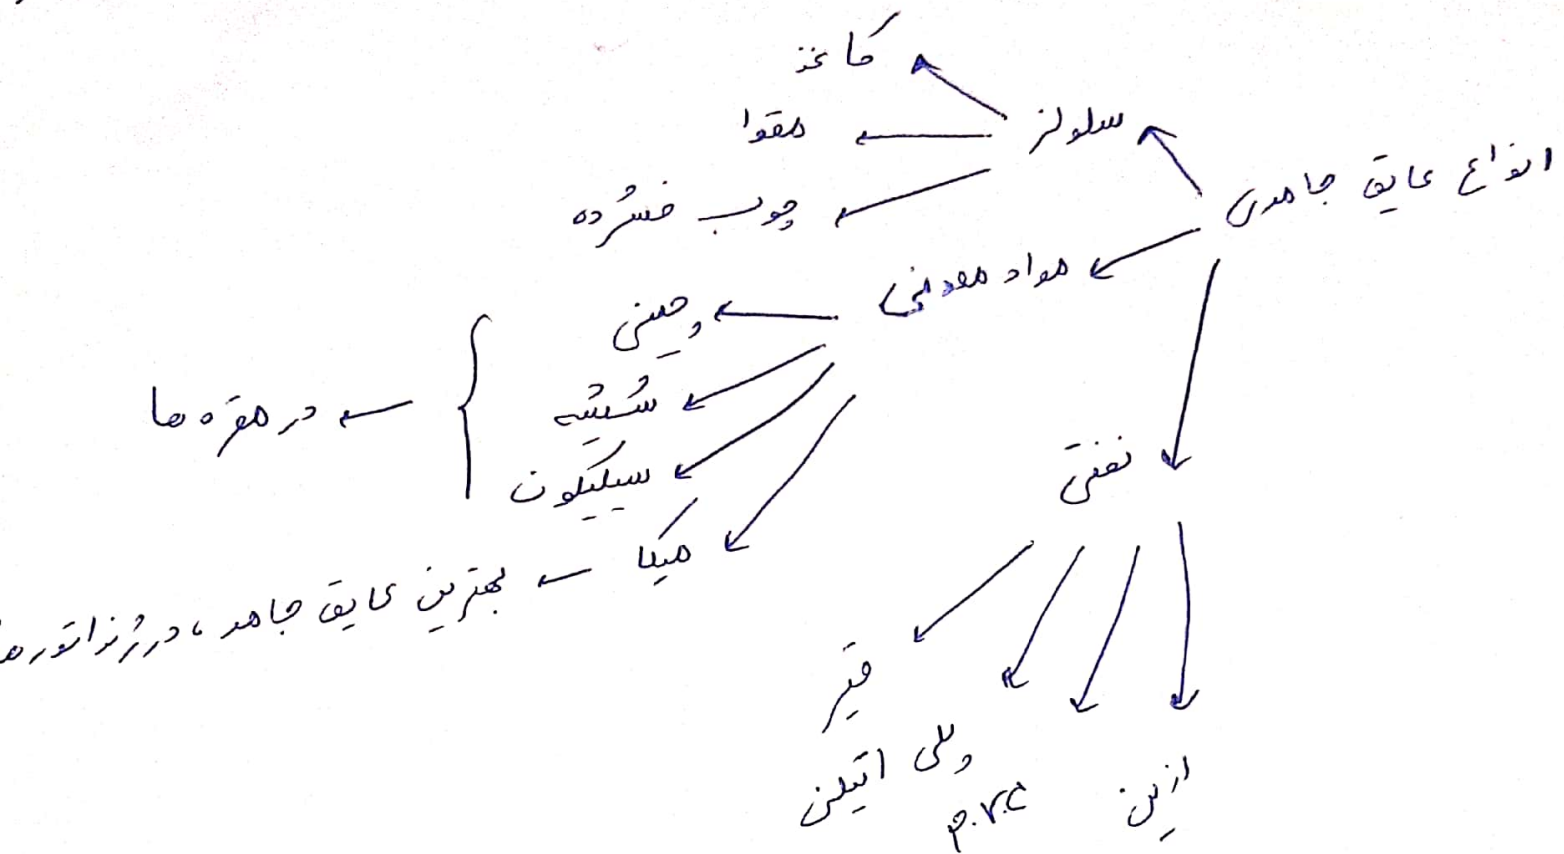 انواع عایق جامدی
سلولز
کاغذ
مقوا
چوب فشرده
مواد معدنی
چینی
شیشه
سیلیکون
در مقره ها
میکا ← بهترین عایق جامد، در ژنراتورها
نفتی
قیر
پلی اتیلن
P.V.C
ازین